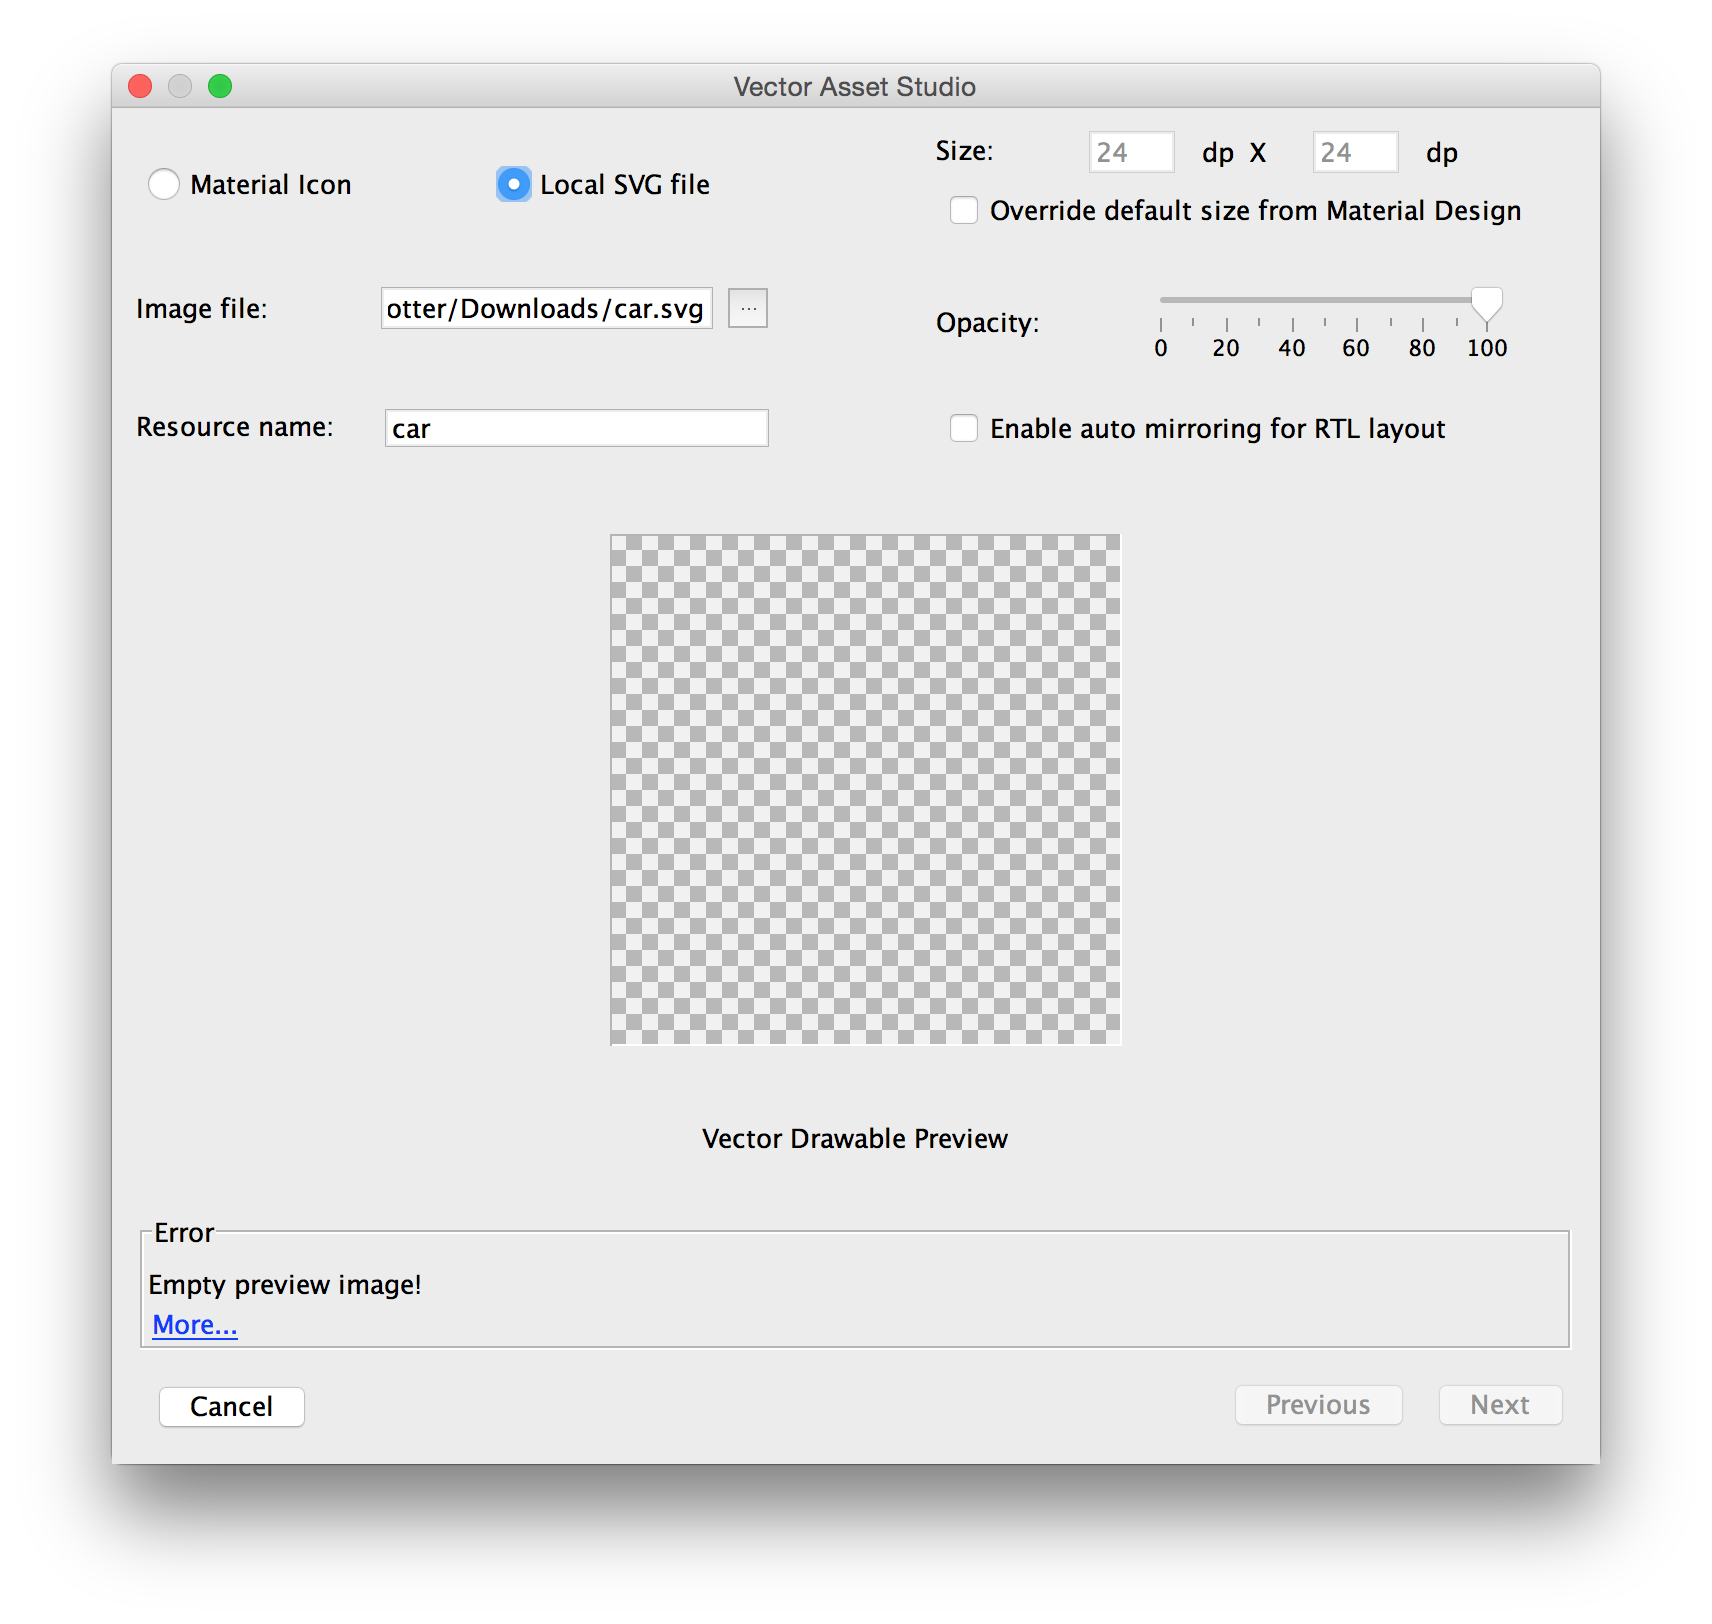 Vector Asset Studio
Material Icon
Local SVG file
Size:
24
dp X
24
dp
Override default size from Material Design
Image file:
otter/Downloads/car.svg
...
Opacity:
0 20 40 60 80 100
Resource name:
car
Enable auto mirroring for RTL layout
Vector Drawable Preview
Error
Empty preview image!
More...
Cancel
Previous
Next